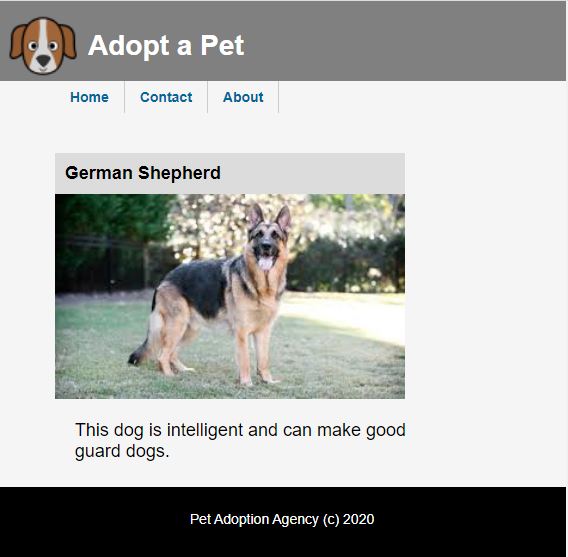 Adopt a Pet
Home Contact About
German Shepherd
This dog is intelligent and can make good
guard dogs.
Pet Adoption Agency (c) 2020